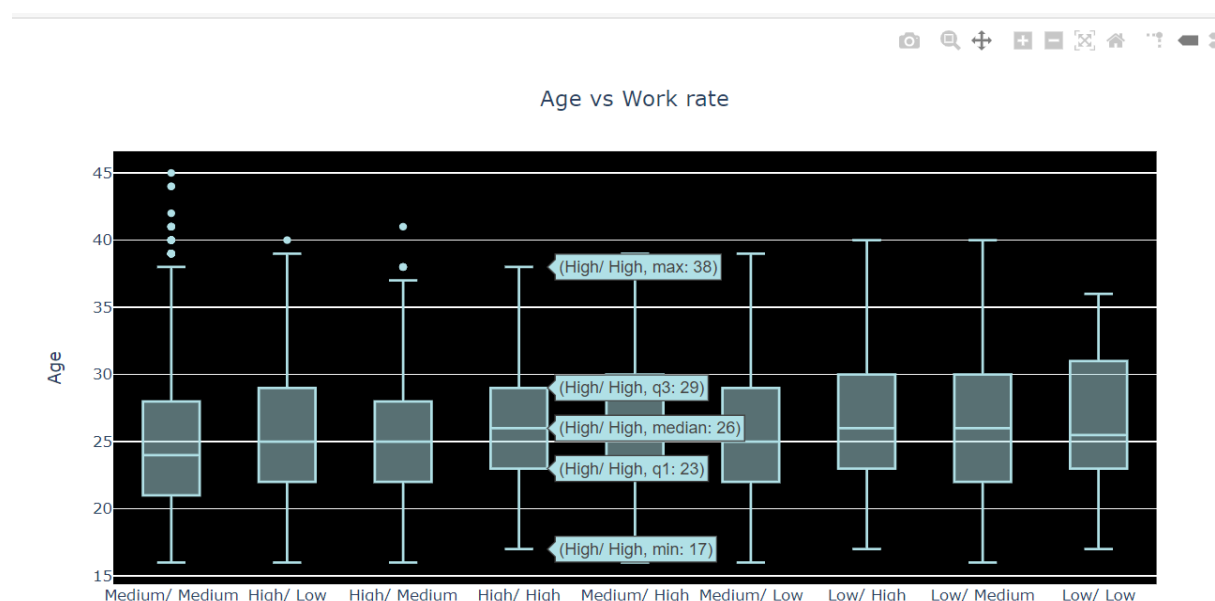 Age vs Work rate
45
40
35
30
25
20
15
Age
(High/ High, max: 38)
(High/ High, q3: 29)
(High/ High, median: 26)
(High/ High, q1: 23)
(High/ High, min: 17)
Medium/ Medium High/ Low High/ Medium High/ High Medium/ High Medium/ Low Low/ High Low/ Medium Low/ Low